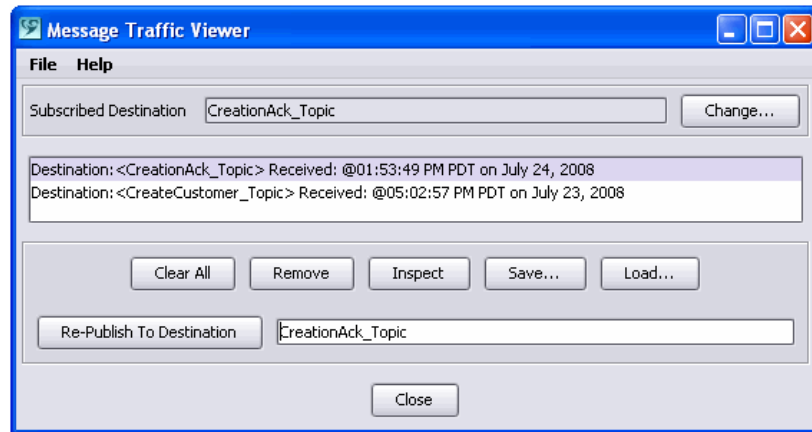 Message Traffic Viewer
File Help
Subscribed Destination CreationAck_Topic Change...
Destination: <CreationAck_Topic> Received: @01:53:49 PM PDT on July 24, 2008
Destination: <CreateCustomer_Topic> Received: @05:02:57 PM PDT on July 23, 2008
Clear All Remove Inspect Save... Load...
Re-Publish To Destination CreationAck_Topic
Close